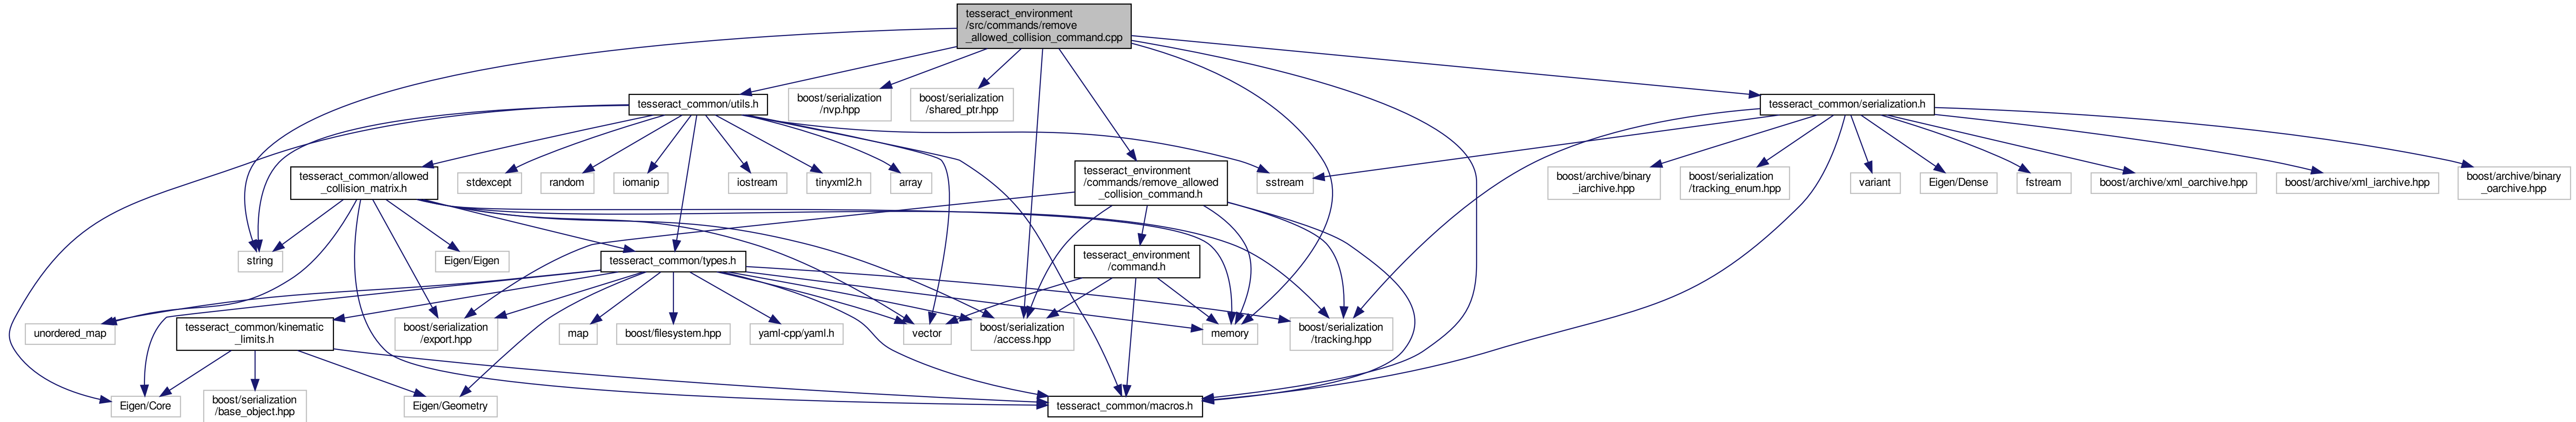 tesseract_environment
/src/commands/remove
_allowed_collision_command.cpp
tesseract_common/utils.h
boost/serialization
/nvp.hpp
boost/serialization
/shared_ptr.hpp
tesseract_common/serialization.h
tesseract_common/allowed
_collision_matrix.h
stdexcept
random
iomanip
iostream
tinyxml2.h
array
tesseract_environment
/commands/remove_allowed
_collision_command.h
sstream
boost/archive/binary
_iarchive.hpp
boost/serialization
/tracking_enum.hpp
variant
Eigen/Dense
fstream
boost/archive/xml_oarchive.hpp
boost/archive/xml_iarchive.hpp
boost/archive/binary
_oarchive.hpp
string
Eigen/Eigen
tesseract_common/types.h
tesseract_environment
/command.h
unordered_map
tesseract_common/kinematic
_limits.h
boost/serialization
/export.hpp
map
boost/filesystem.hpp
yaml-cpp/yaml.h
vector
boost/serialization
/access.hpp
memory
boost/serialization
/tracking.hpp
Eigen/Core
boost/serialization
/base_object.hpp
Eigen/Geometry
tesseract_common/macros.h